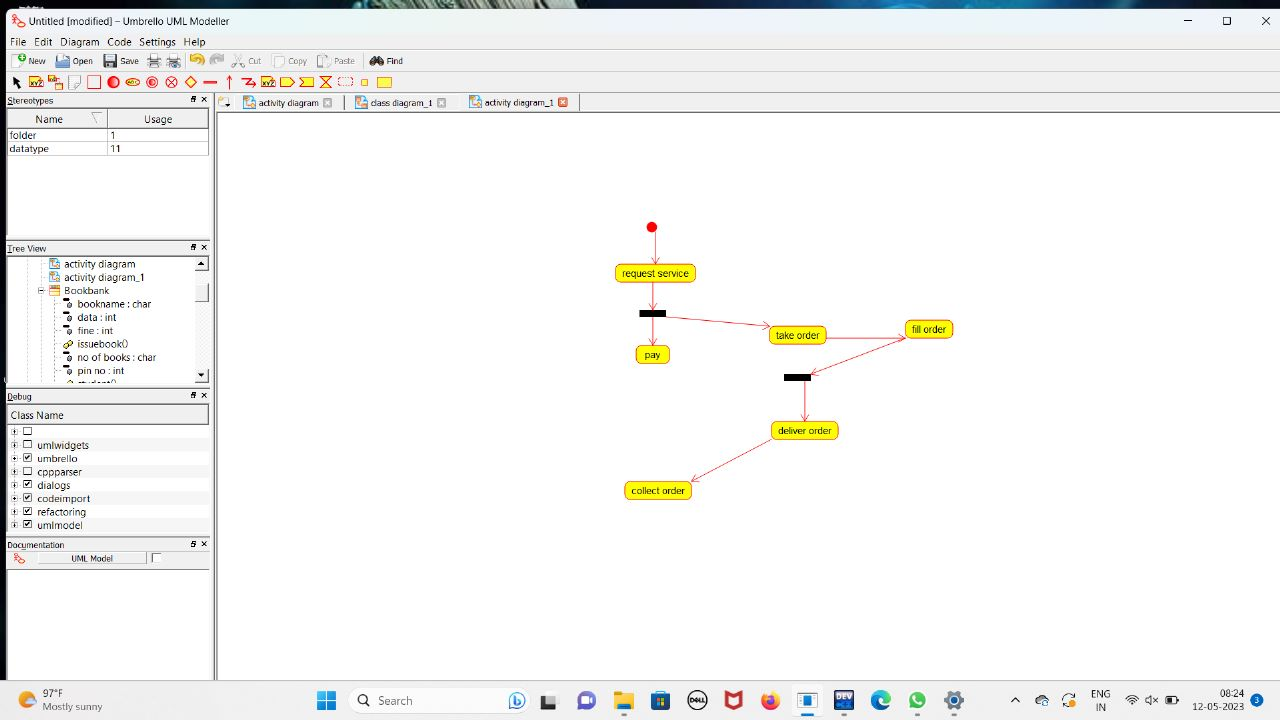 Untitled [modified] – Umbrello UML Modeller
File Edit Diagram Code Settings Help
New Open Save Cut Copy Paste Find
Stereotypes
Name Usage
folder 1
datatype 11
activity diagram class diagram_1 activity diagram_1
Tree View
activity diagram
activity diagram_1
Bookbank
bookname : char
data : int
fine : int
issuebook()
no of books : char
pin no : int
Debug
Class Name
umlwidgets
umbrello
cppparser
dialogs
codeimport
refactoring
umlmodel
Documentation
UML Model
request service
take order
fill order
pay
deliver order
collect order
97°F
Mostly sunny
Search
DELL
DEV
ENG
IN
08:24
12-05-2023
3